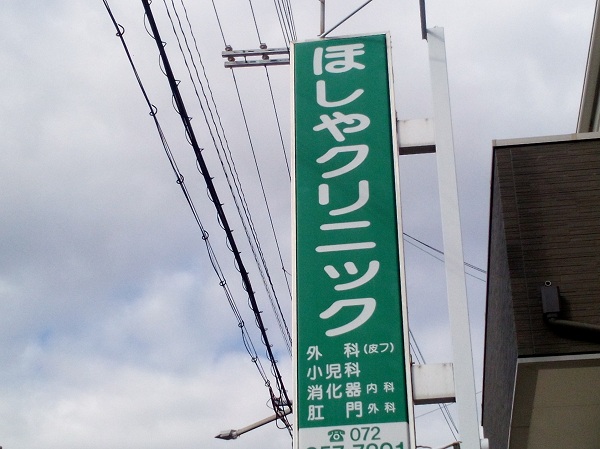 ほしやクリニック
外科(皮フ)
小児科
消化器内科
肛門外科
☎072